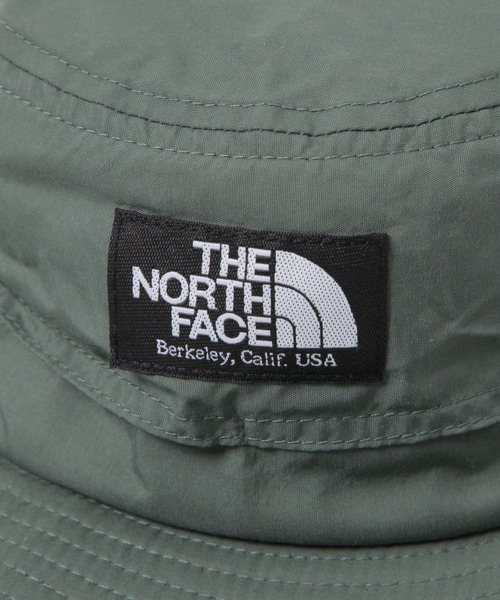 THE
NORTH
FACE
Berkeley, Calif. USA